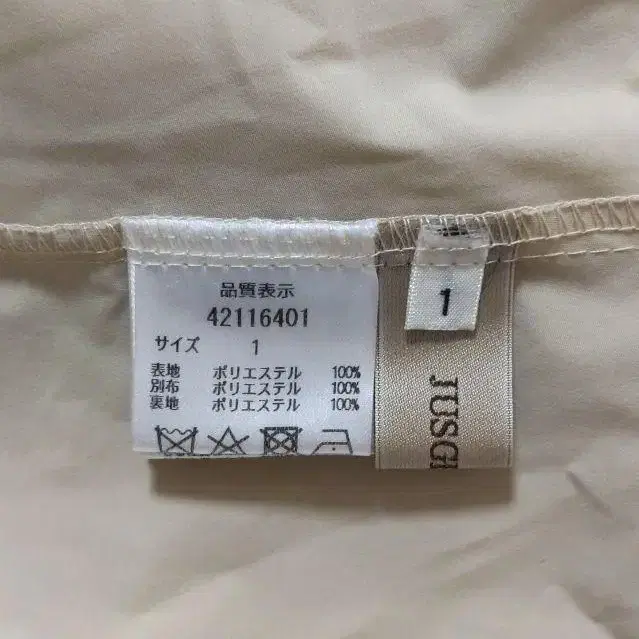 品質表示
42116401
サイズ 1
表地 ポリエステル 100%
別布 ポリエステル 100%
裏地 ポリエステル 100%
1